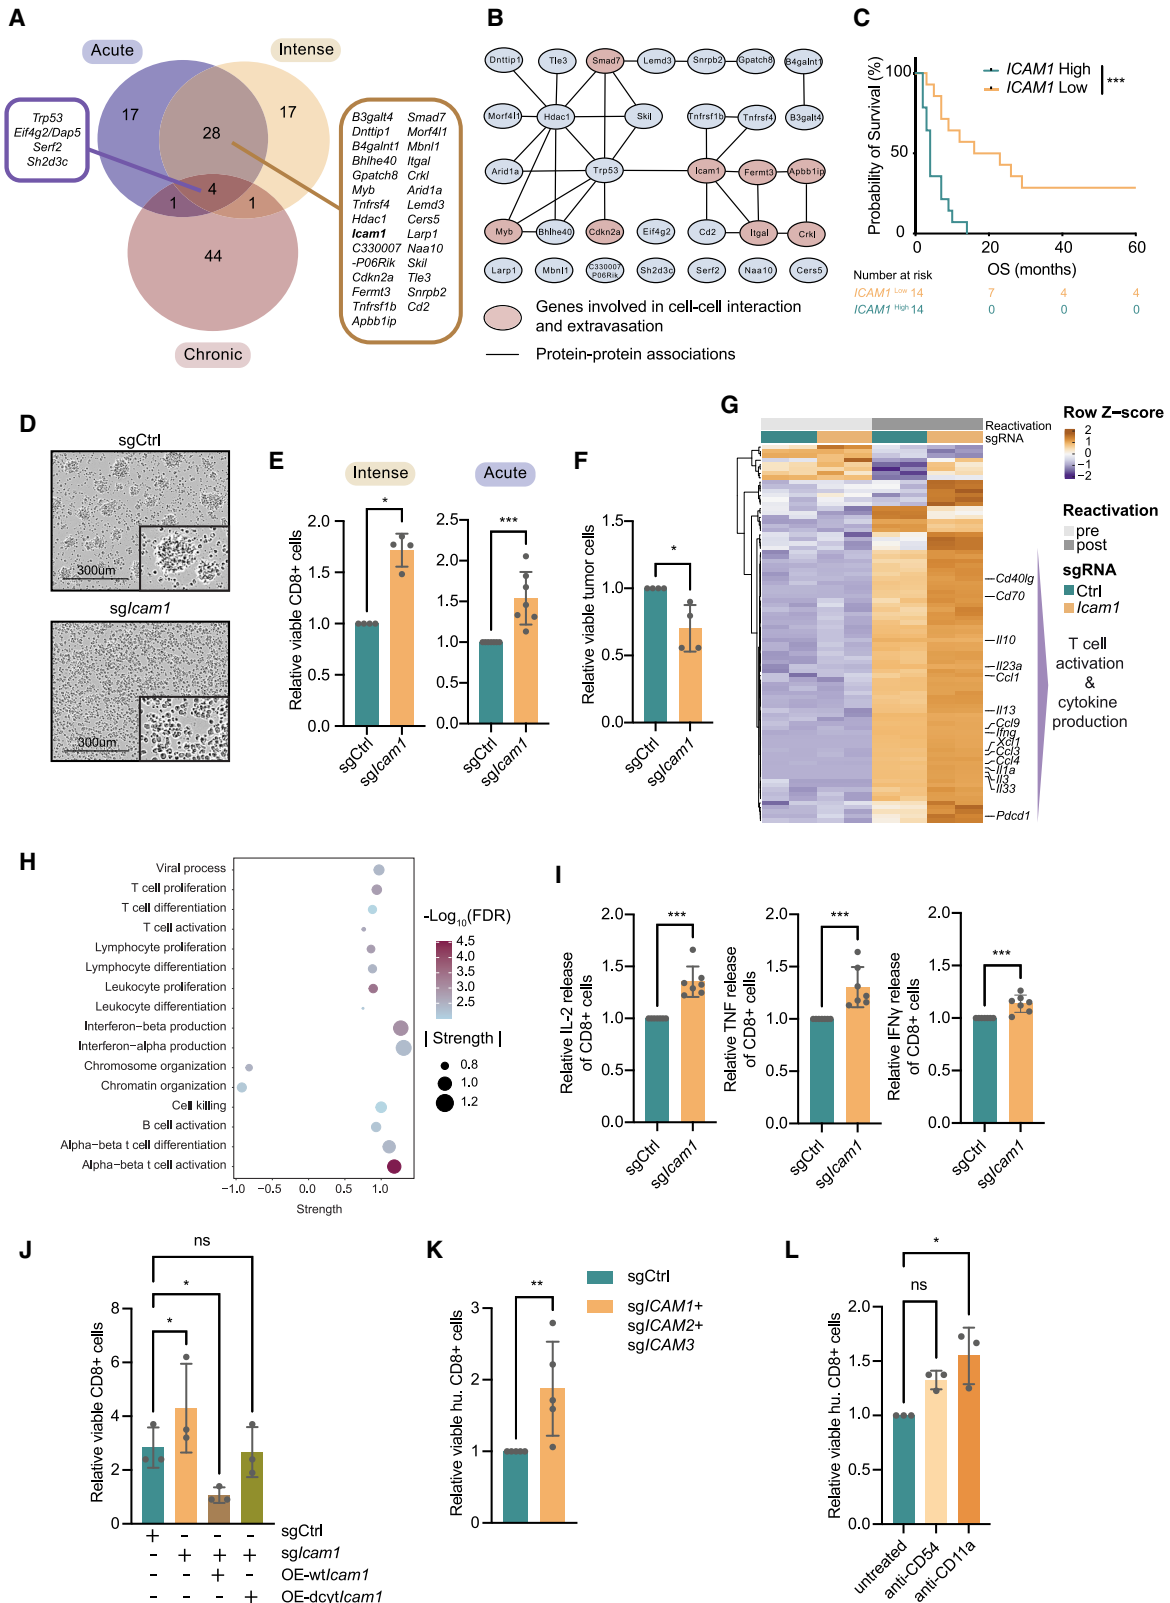 A
Acute
Intense
17
28
17
4
1
1
44
Chronic
Trp53
Eif4g2/Dap5
Serf2
Sh2d3c
B3galt4 Smad7
Dnttip1 Morf4l1
B4galnt1 Mbnl1
Bhlhe40 Itgal
Gpatch8 Crkl
Myb Arid1a
Tnfrsf4 Lemd3
Hdac1 Cers5
Icam1 Larp1
C330007 Naa10
-P06Rik Skil
Cdkn2a Tle3
Fermt3 Snrpb2
Tnfrsf1b Cd2
Apbb1ip
B
Dnttip1 Tle3 Smad7 Lemd3 Snrpb2 Gpatch8 B4galnt1
Morf4l1 Hdac1 Skil Tnfrsf1b Tnfrsf4 B3galt4
Arid1a Trp53 Icam1 Fermt3 Apbb1ip
Myb Bhlhe40 Cdkn2a Eif4g2 Cd2 Itgal Crkl
Larp1 Mbnl1 C330007 P06Rik Sh2d3c Serf2 Naa10 Cers5
Genes involved in cell-cell interaction
and extravasation
Protein-protein associations
C
Probability of Survival (%)
100
50
0
0 20 40 60
OS (months)
ICAM1 High
ICAM1 Low
***
Number at risk
ICAM1 Low 14 7 4 4
ICAM1 High 14 0 0 0
D
sgCtrl
300um
sgIcam1
300um
E
Intense
Relative viable CD8+ cells
2.0
1.5
1.0
0.5
0.0
*
sgCtrl
sgIcam1
Acute
2.5
2.0
1.5
1.0
0.5
0.0
***
sgCtrl
sgIcam1
F
Relative viable tumor cells
1.5
1.0
0.5
0.0
*
sgCtrl
sgIcam1
G
Reactivation
sgRNA
Cd40lg
Cd70
Il10
Il23a
Ccl1
Il13
Ccl9
Ifng
Xcl1
Ccl3
Ccl4
Il1a
Il3
Il33
Pdcd1
Row Z−score
2
1
0
−1
−2
Reactivation
pre
post
sgRNA
Ctrl
Icam1
T cell
activation
&
cytokine
production
H
Viral process
T cell proliferation
T cell differentiation
T cell activation
Lymphocyte proliferation
Lymphocyte differentiation
Leukocyte proliferation
Leukocyte differentiation
Interferon−beta production
Interferon−alpha production
Chromosome organization
Chromatin organization
Cell killing
B cell activation
Alpha−beta t cell differentiation
Alpha−beta t cell activation
−1.0 −0.5 0.0 0.5 1.0
Strength
-Log10(FDR)
4.5
4.0
3.5
3.0
2.5
| Strength |
0.8
1.0
1.2
I
Relative IL-2 release
of CD8+ cells
2.0
1.5
1.0
0.5
0.0
***
sgCtrl
sgIcam1
Relative TNF release
of CD8+ cells
2.0
1.5
1.0
0.5
0.0
***
sgCtrl
sgIcam1
Relative IFNγ release
of CD8+ cells
2.0
1.5
1.0
0.5
0.0
***
sgCtrl
sgIcam1
J
Relative viable CD8+ cells
8
6
4
2
0
ns
*
*
+ - - - sgCtrl
- + + + sgIcam1
- - + - OE-wtIcam1
- - - + OE-dcytIcam1
K
Relative viable hu. CD8+ cells
3
2
1
0
**
sgCtrl
sgICAM1+
sgICAM2+
sgICAM3
L
Relative viable hu. CD8+ cells
2.0
1.5
1.0
0.5
0.0
*
ns
untreated
anti-CD54
anti-CD11a